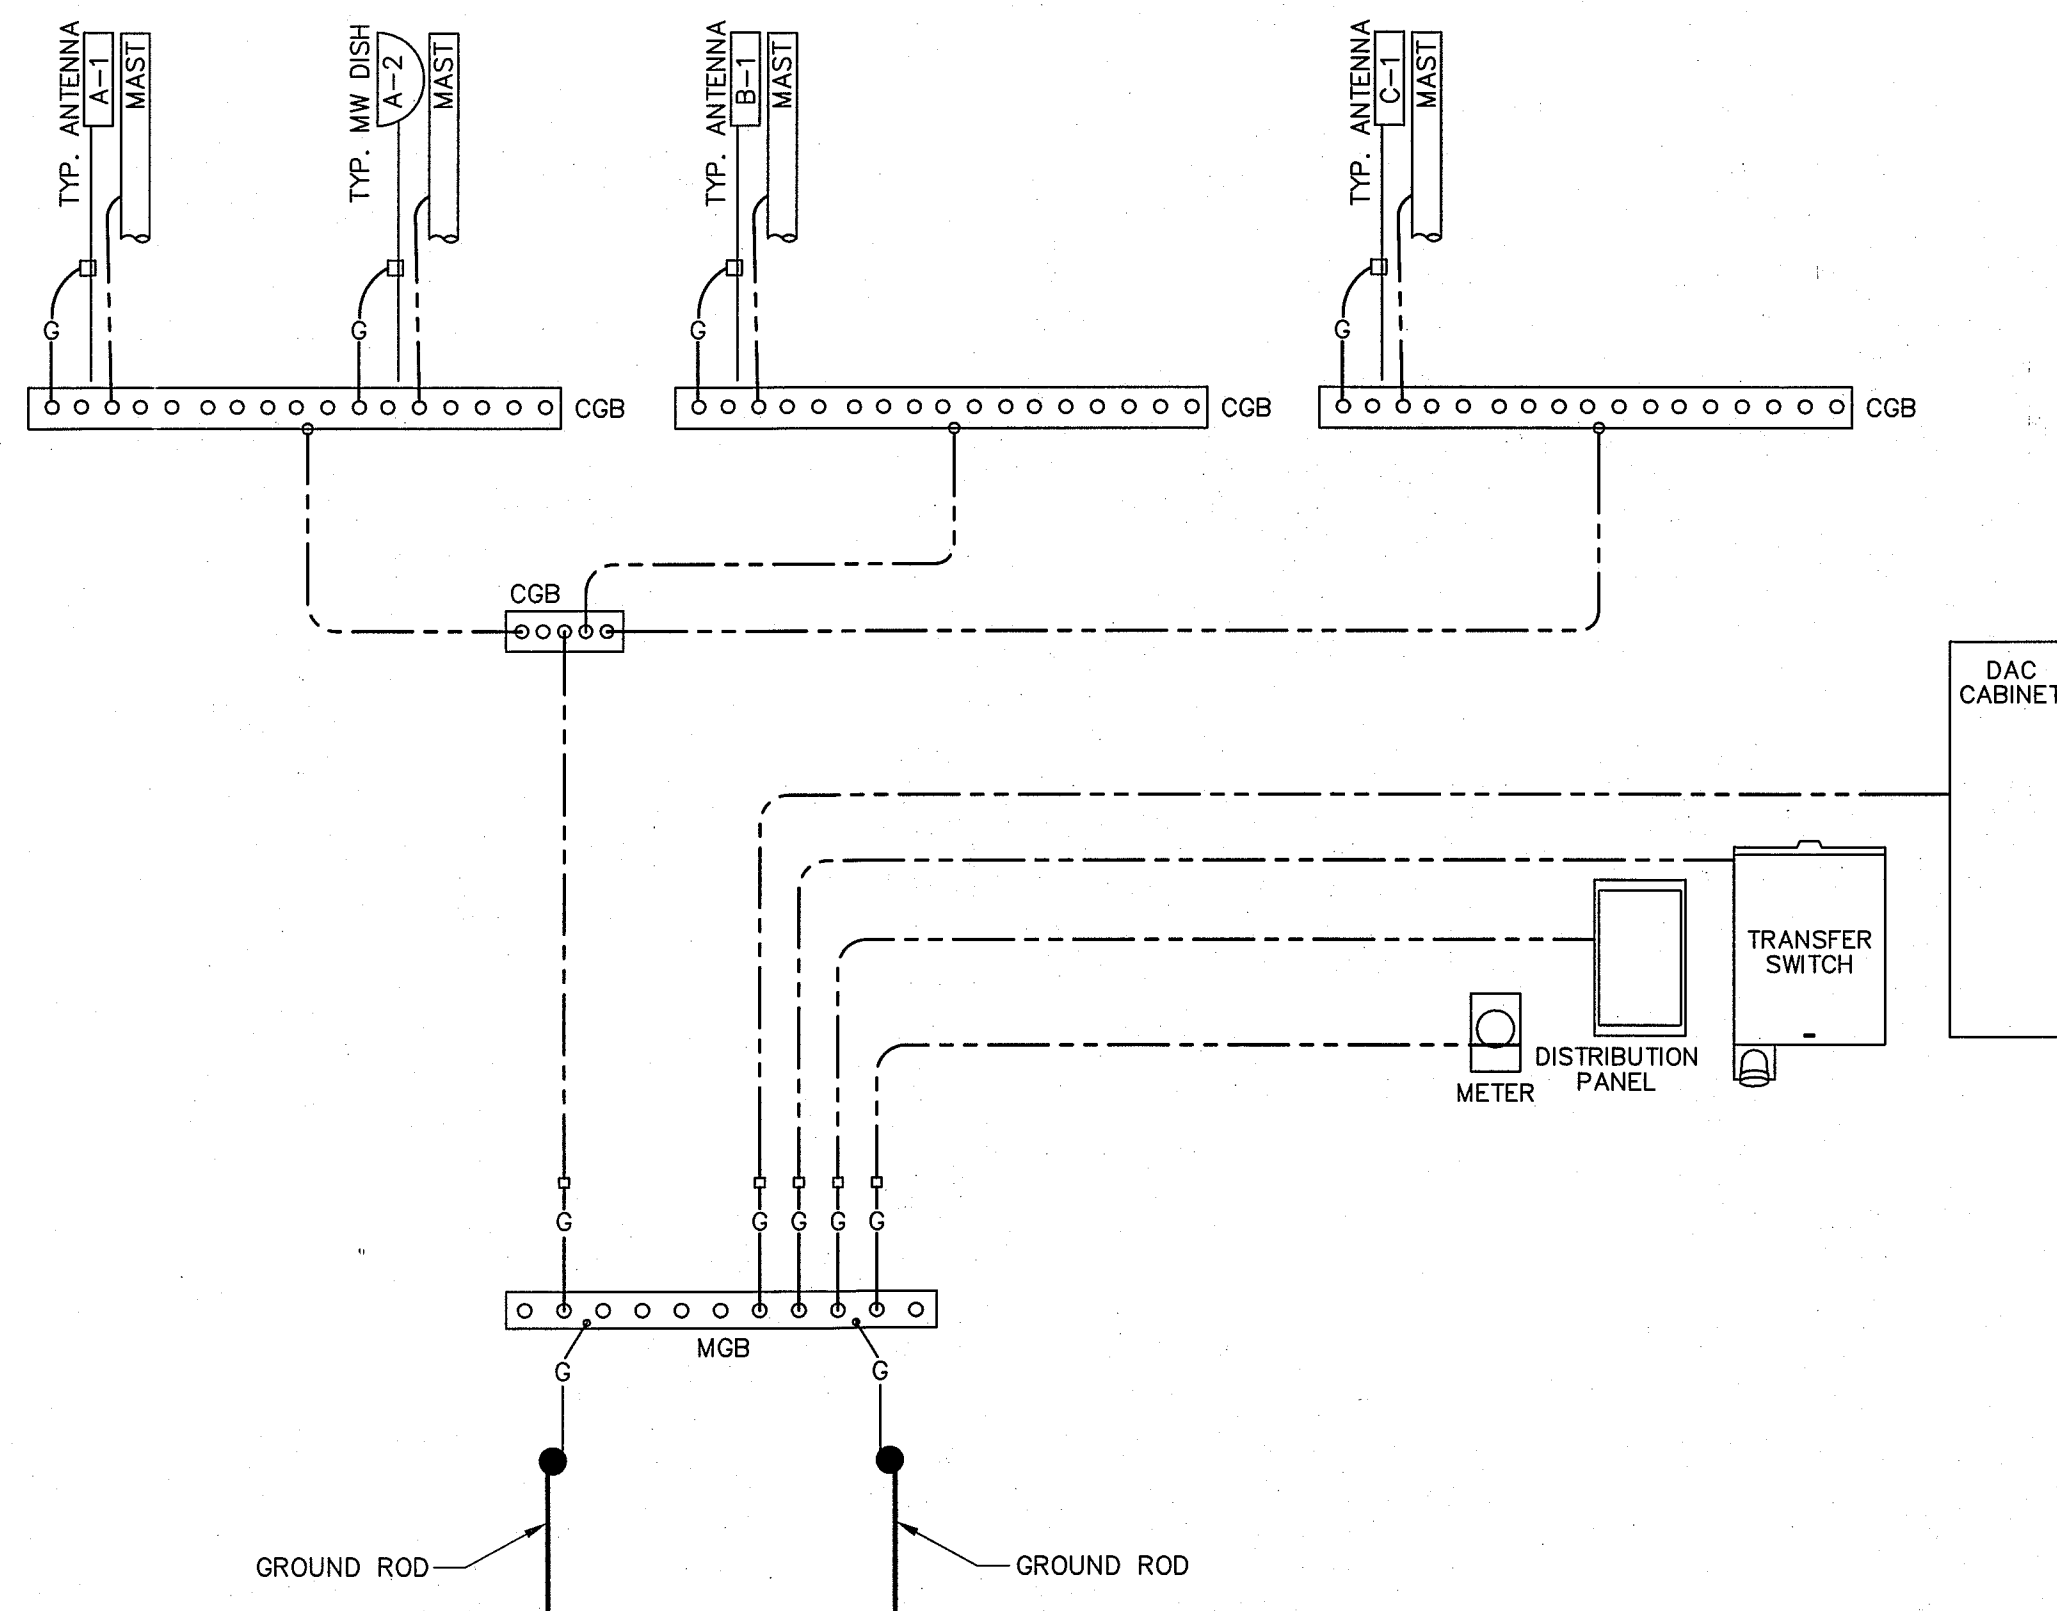 TYP. ANTENNA
A-1
MAST
TYP. MW DISH
A-2
MAST
TYP. ANTENNA
B-1
MAST
TYP. ANTENNA
C-1
MAST
G
G
G
G
CGB
CGB
CGB
CGB
DAC
CABINET
TRANSFER
SWITCH
DISTRIBUTION
PANEL
METER
G
G
G
G
G
MGB
G
G
GROUND ROD
GROUND ROD